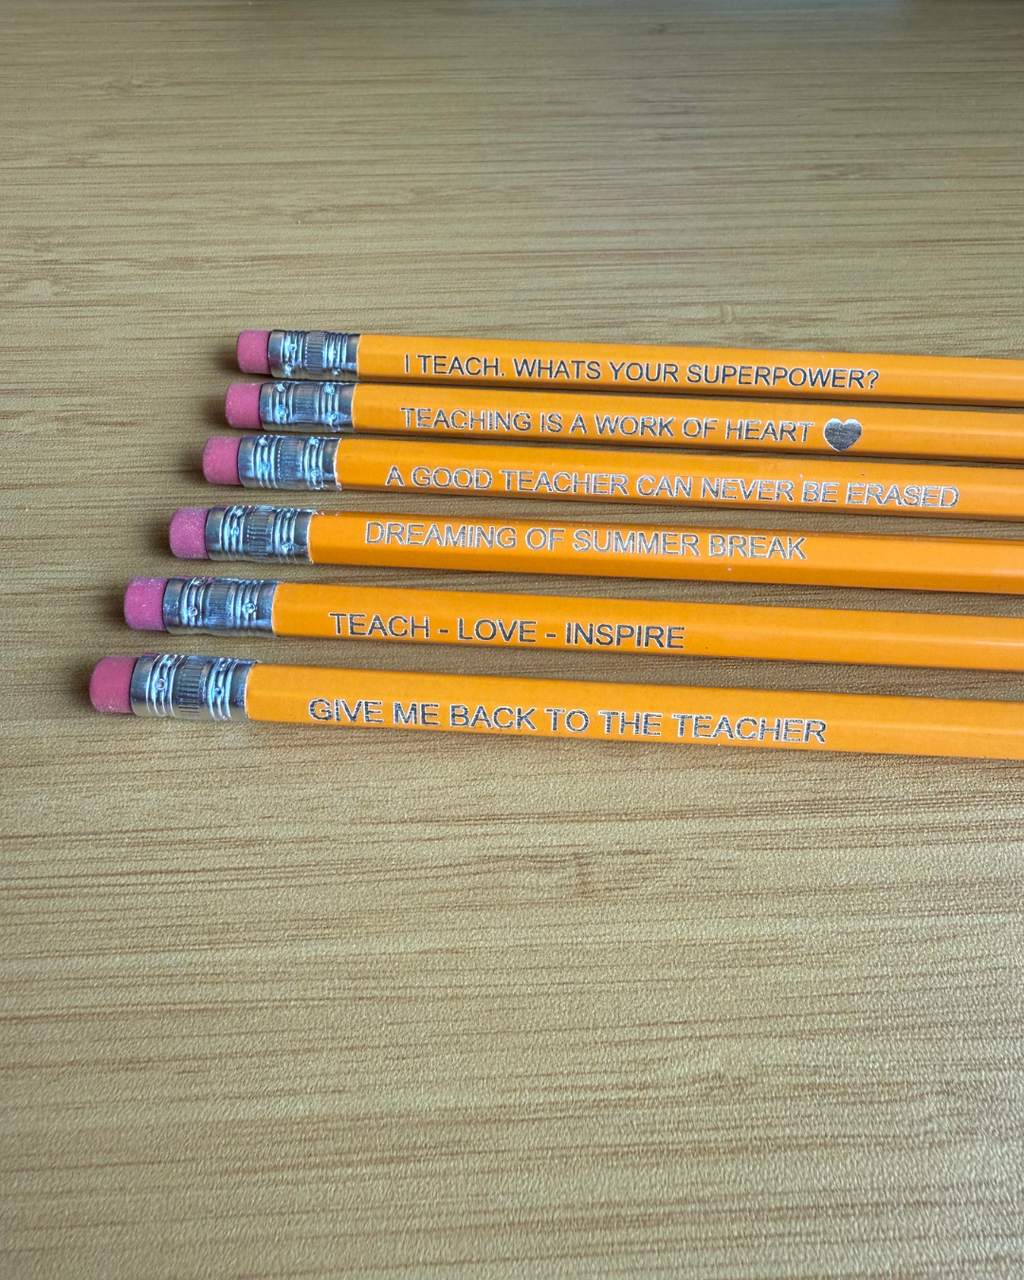 I TEACH. WHATS YOUR SUPERPOWER?
TEACHING IS A WORK OF HEART ♥
A GOOD TEACHER CAN NEVER BE ERASED
DREAMING OF SUMMER BREAK
TEACH - LOVE - INSPIRE
GIVE ME BACK TO THE TEACHER